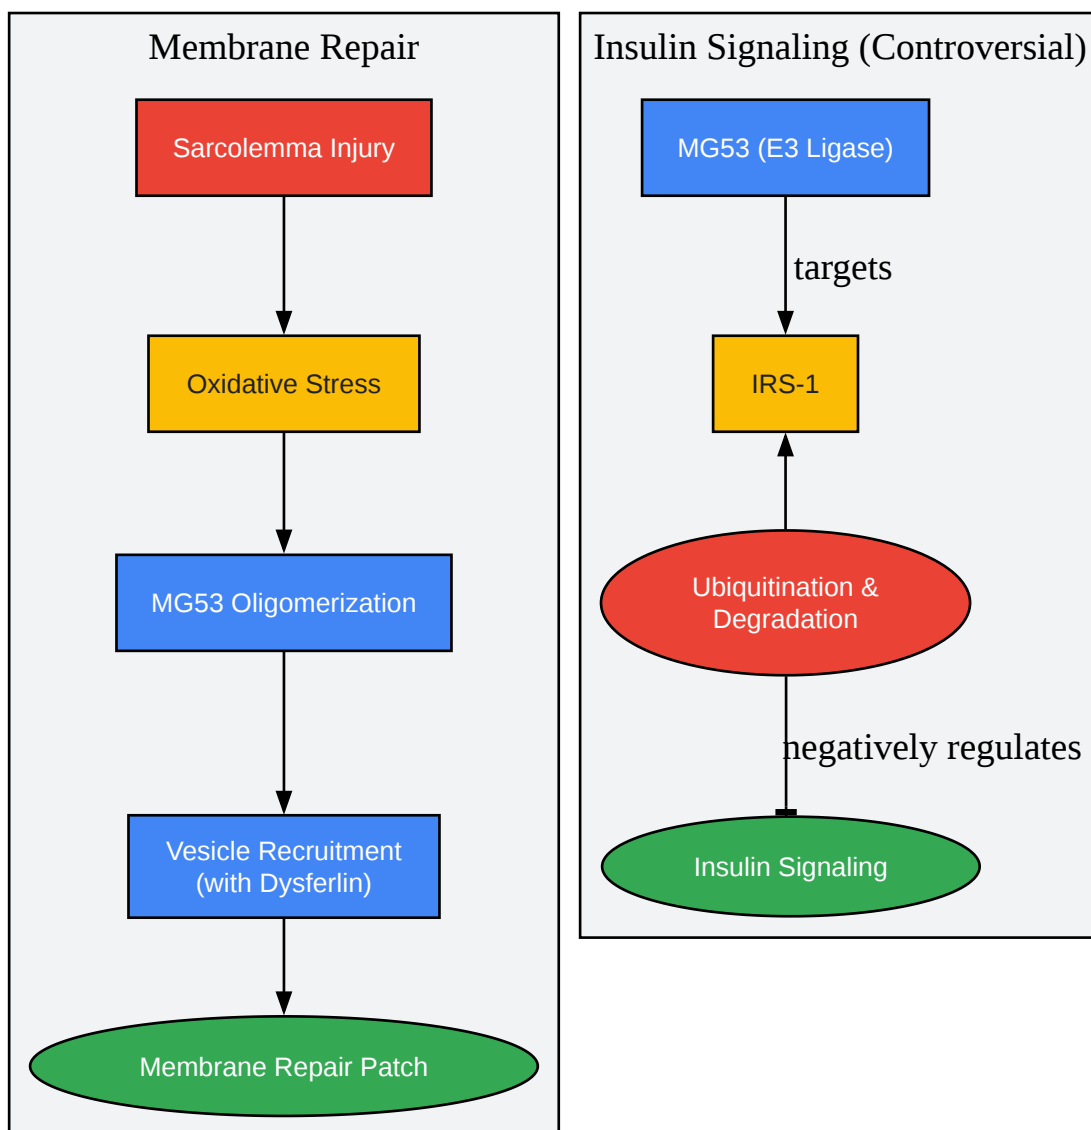 Membrane Repair
Sarcolemma Injury
Oxidative Stress
MG53 Oligomerization
Vesicle Recruitment
(with Dysferlin)
Membrane Repair Patch
Insulin Signaling (Controversial)
MG53 (E3 Ligase)
targets
IRS-1
Ubiquitination &
Degradation
negatively regulates
Insulin Signaling